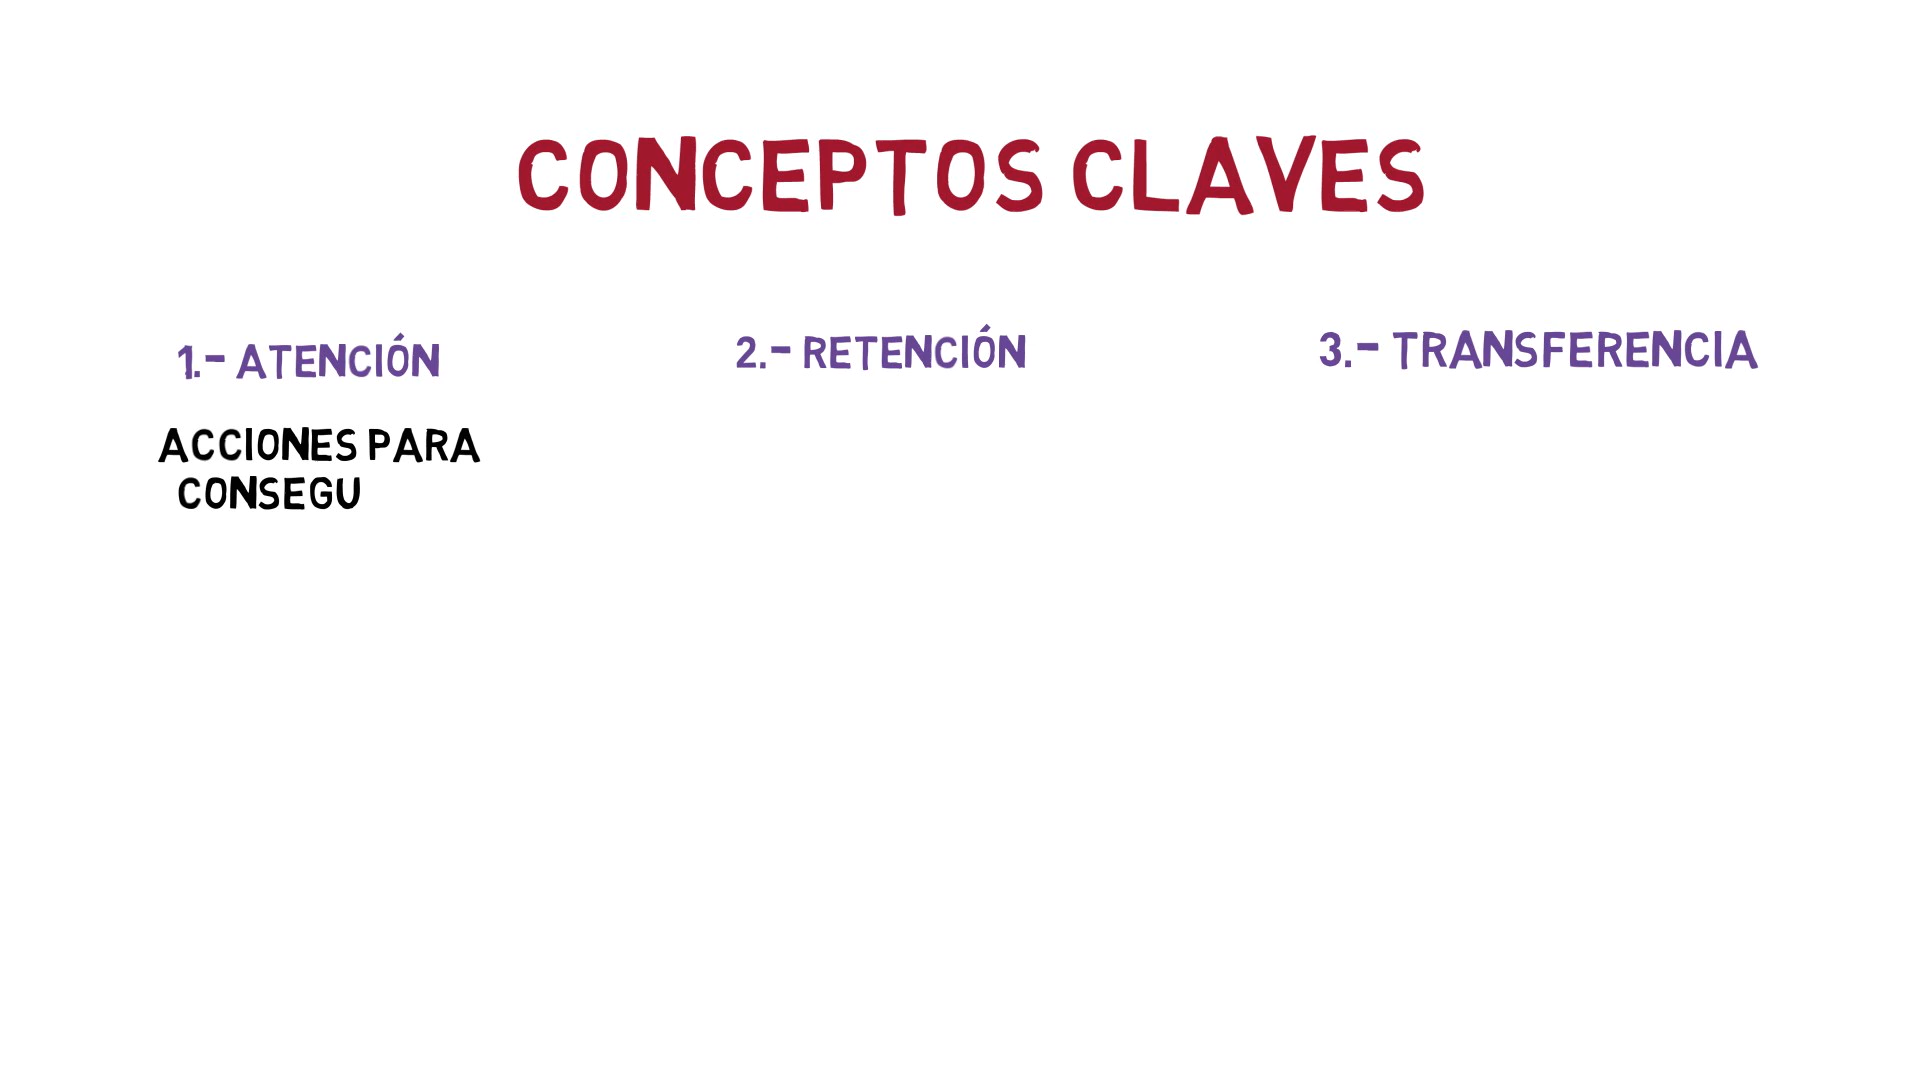 CONCEPTOS CLAVES
1.- ATENCIÓN
2.- RETENCIÓN
3.- TRANSFERENCIA
ACCIONES PARA
CONSEGU